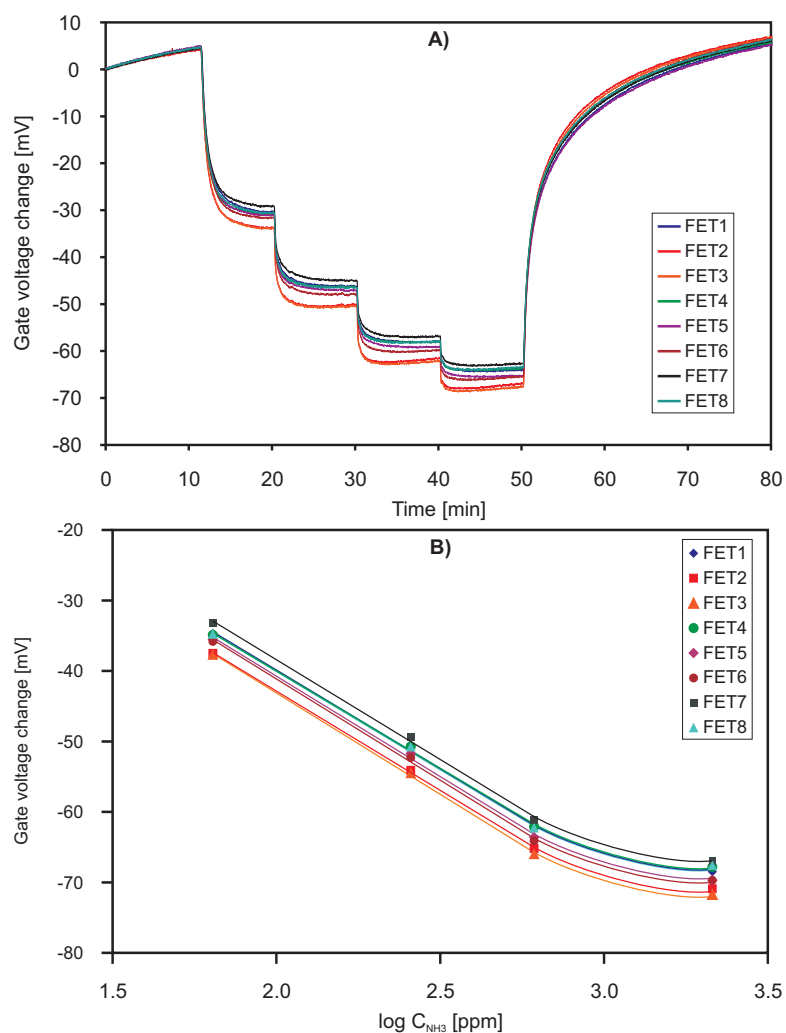 A)
Gate voltage change [mV]
10
0
-10
-20
-30
-40
-50
-60
-70
-80
FET1
FET2
FET3
FET4
FET5
FET6
FET7
FET8
0 10 20 30 40 50 60 70 80
Time [min]
B)
Gate voltage change [mV]
-20
-30
-40
-50
-60
-70
-80
FET1
FET2
FET3
FET4
FET5
FET6
FET7
FET8
1.5 2.0 2.5 3.0 3.5
log C_NH3 [ppm]